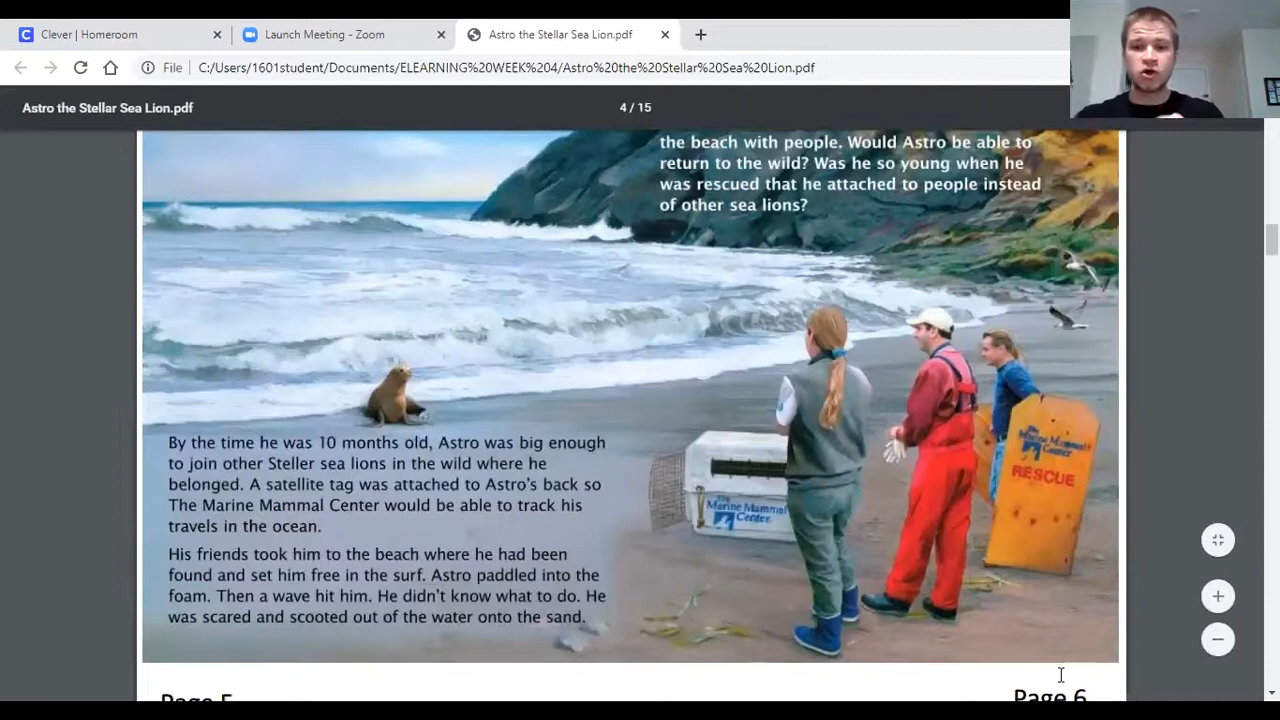 Clever | Homeroom
Launch Meeting - Zoom
Astro the Stellar Sea Lion.pdf
File
C:/Users/1601student/Documents/ELEARNING%20WEEK%204/Astro%20the%20Stellar%20Sea%20Lion.pdf
Astro the Stellar Sea Lion.pdf
4 / 15
the beach with people. Would Astro be able to
return to the wild? Was he so young when he
was rescued that he attached to people instead
of other sea lions?
By the time he was 10 months old, Astro was big enough
to join other Steller sea lions in the wild where he
belonged. A satellite tag was attached to Astro's back so
The Marine Mammal Center would be able to track his
travels in the ocean.
His friends took him to the beach where he had been
found and set him free in the surf. Astro paddled into the
foam. Then a wave hit him. He didn't know what to do. He
was scared and scooted out of the water onto the sand.
The
Marine Mammal
Center
The
Marine Mammal
Center
RESCUE
Page 5
Page 6